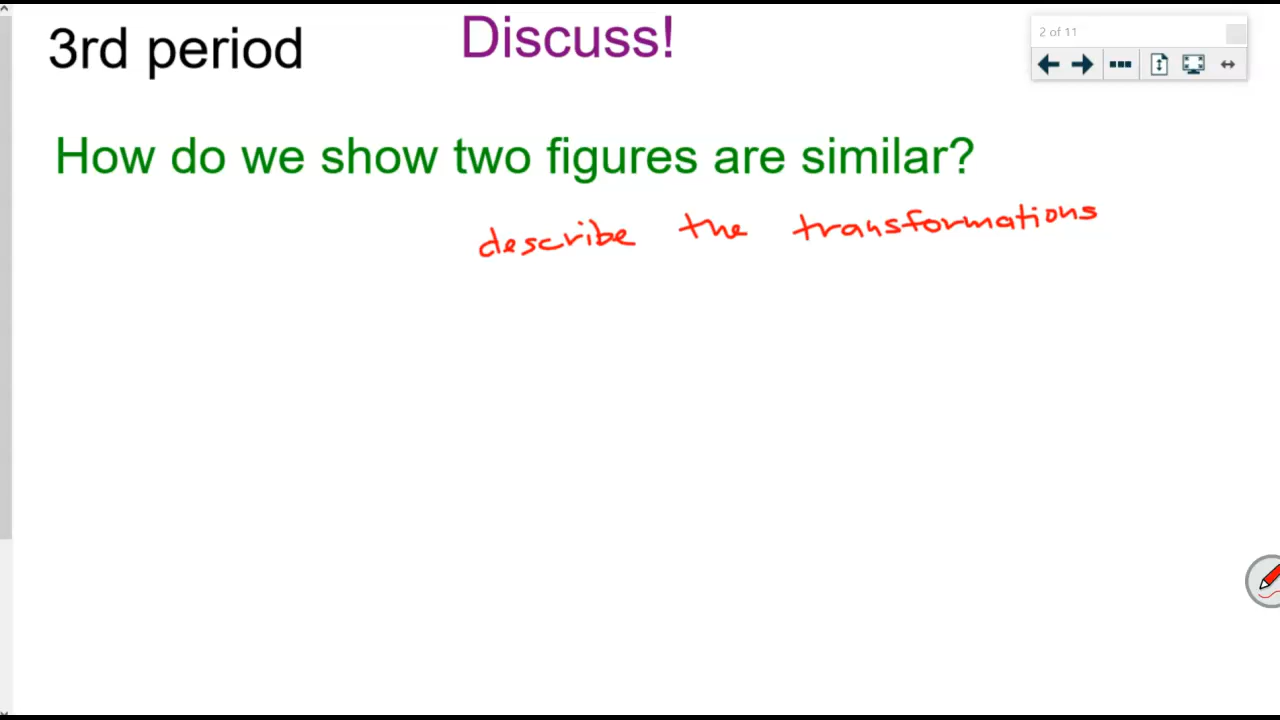 3rd period
Discuss!
2 of 11
How do we show two figures are similar?
describe the transformations